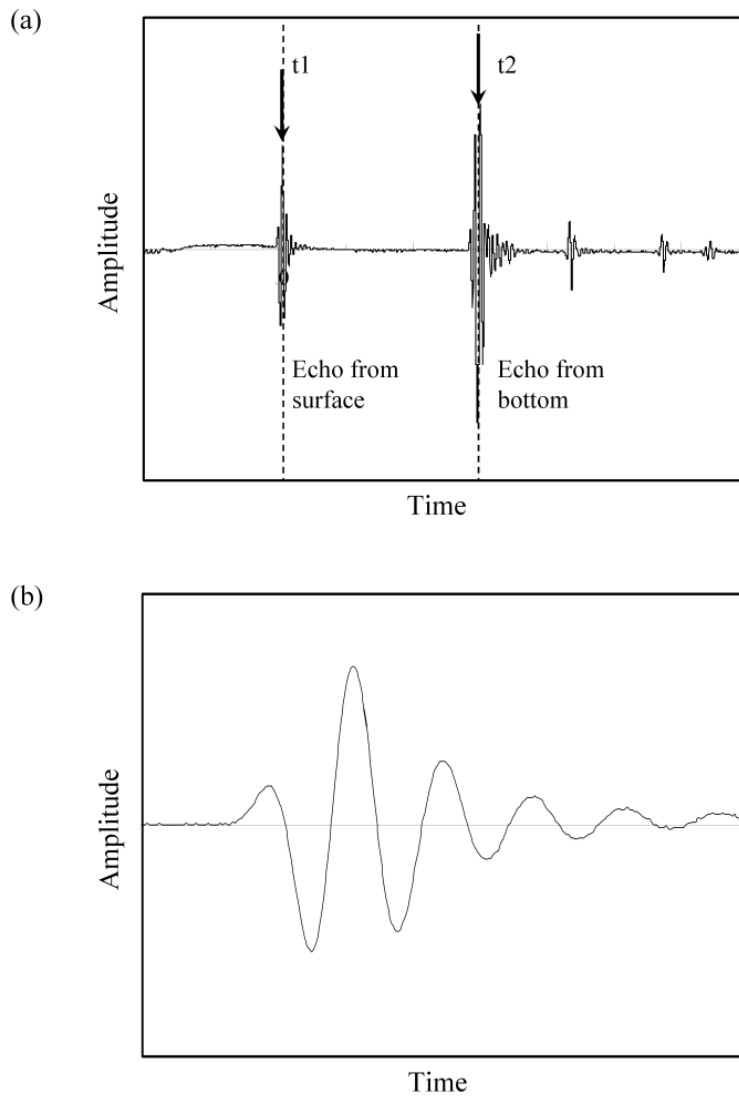 (a)
t1
t2
Amplitude
Echo from
surface
Echo from
bottom
Time
(b)
Amplitude
Time